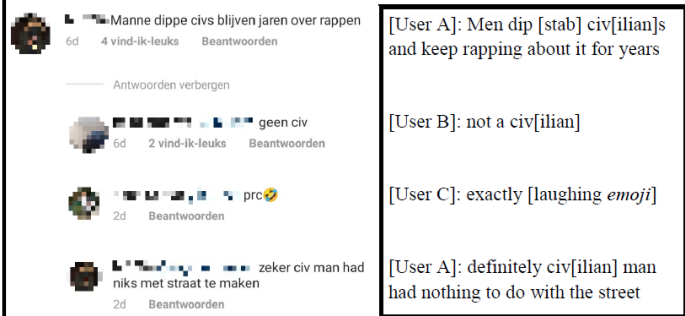 Manne dippe civs blijven jaren over rappen
6d 4 vind-ik-leuks Beantwoorden
Antwoorden verbergen
geen civ
6d 2 vind-ik-leuks Beantwoorden
prc🤣
2d Beantwoorden
zeker civ man had
niks met straat te maken
2d Beantwoorden
[User A]: Men dip [stab] civ[ilian]s
and keep rapping about it for years
[User B]: not a civ[ilian]
[User C]: exactly [laughing emoji]
[User A]: definitely civ[ilian] man
had nothing to do with the street